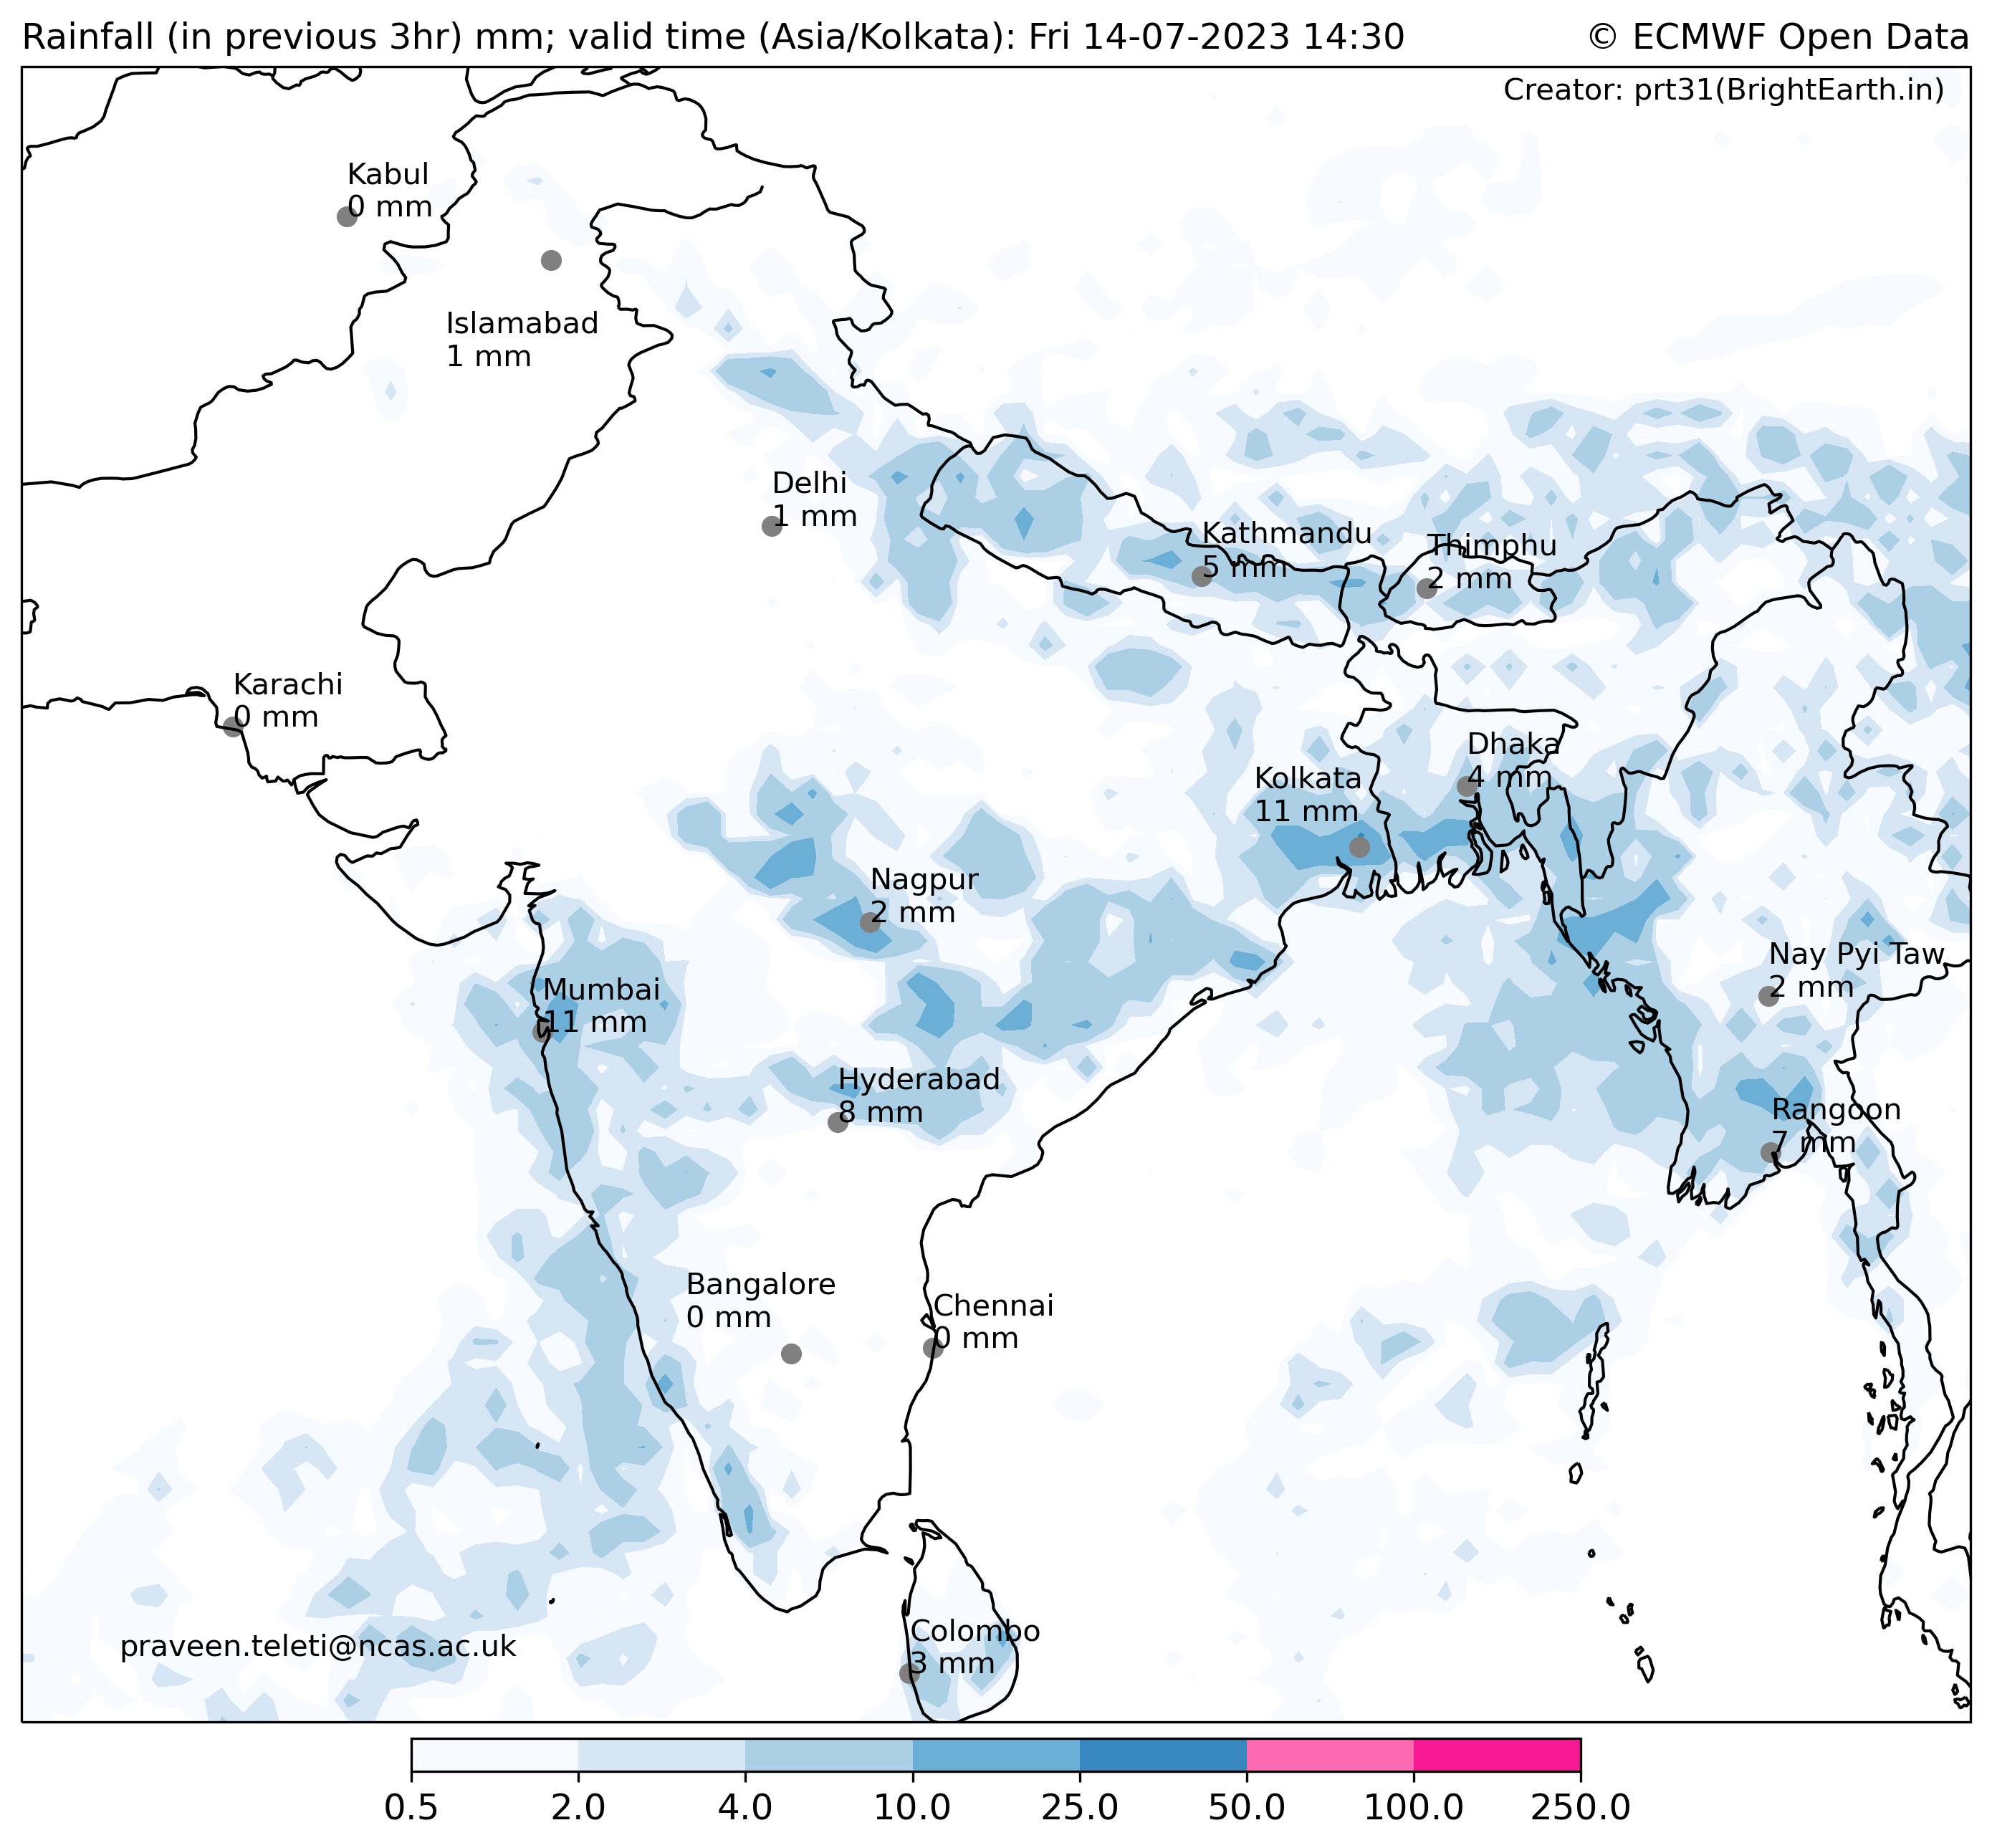 Rainfall (in previous 3hr) mm; valid time (Asia/Kolkata): Fri 14-07-2023 14:30
© ECMWF Open Data
Creator: prt31(BrightEarth.in)
Kabul
0 mm
Islamabad
1 mm
Delhi
1 mm
Kathmandu
5 mm
Thimphu
2 mm
Karachi
0 mm
Dhaka
4 mm
Kolkata
11 mm
Nagpur
2 mm
Nay Pyi Taw
2 mm
Mumbai
11 mm
Hyderabad
8 mm
Rangoon
7 mm
Bangalore
0 mm
Chennai
0 mm
Colombo
3 mm
praveen.teleti@ncas.ac.uk
0.5 2.0 4.0 10.0 25.0 50.0 100.0 250.0